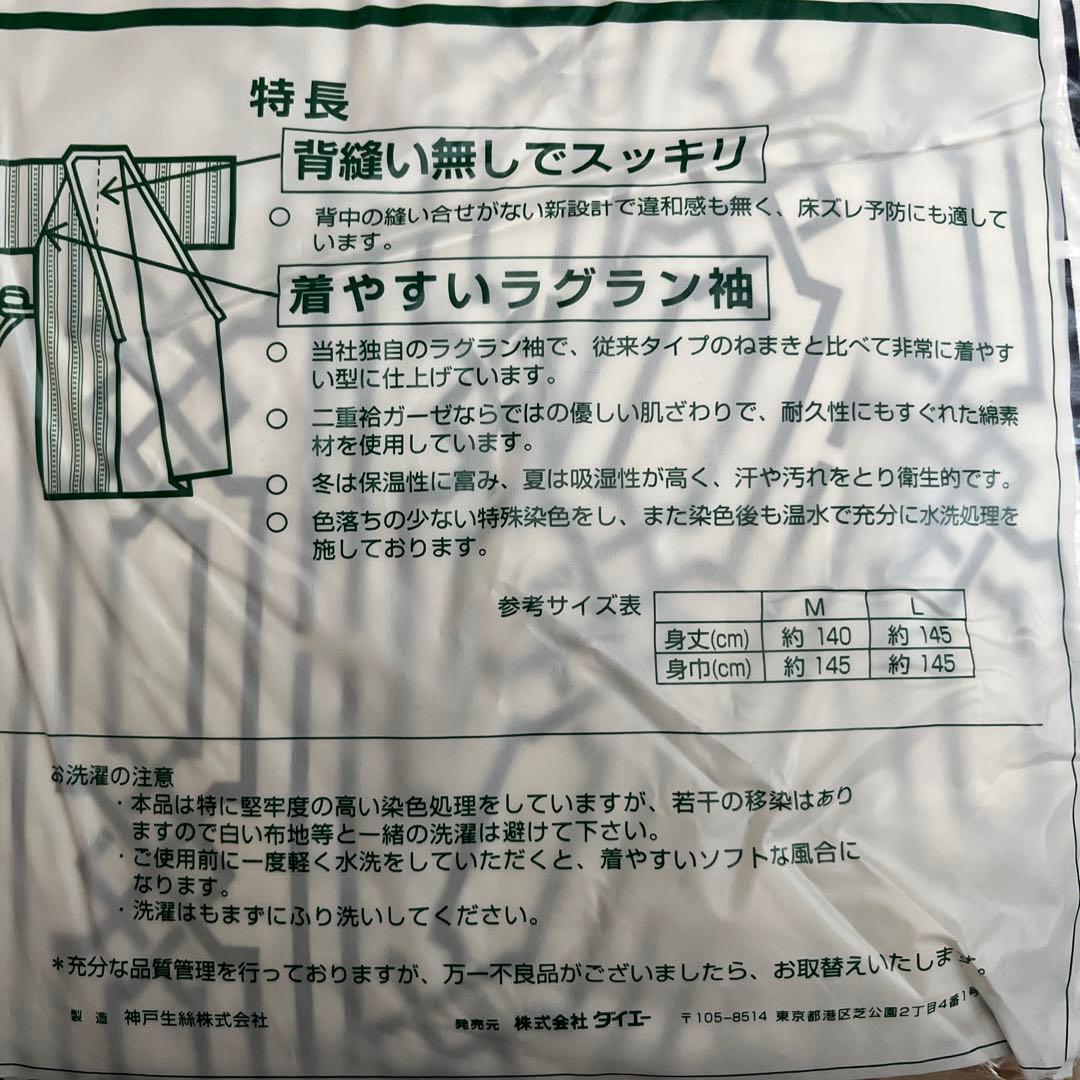 特長
背縫い無しでスッキリ
○ 背中の縫い合せがない新設計で違和感も無く、床ズレ予防にも適して
います。
着やすいラグラン袖
○ 当社独自のラグラン袖で、従来タイプのねまきと比べて非常に着やす
い型に仕上げています。
○ 二重袷ガーゼならではの優しい肌ざわりで、耐久性にもすぐれた綿素
材を使用しています。
○ 冬は保温性に富み、夏は吸湿性が高く、汗や汚れをとり衛生的です。
○ 色落ちの少ない特殊染色をし、また染色後も温水で充分に水洗処理を
施しております。
参考サイズ表
M L
身丈(cm) 約 140 約 145
身巾(cm) 約 145 約 145
お洗濯の注意
・本品は特に堅牢度の高い染色処理をしていますが、若干の移染はあり
ますので白い布地等と一緒の洗濯は避けて下さい。
・ご使用前に一度軽く水洗をしていただくと、着やすいソフトな風合に
なります。
・洗濯はもまずにふり洗いしてください。
*充分な品質管理を行っておりますが、万一不良品がございましたら、お取替えいたします。
製造 神戸生絲株式会社 発売元 株式会社 ダイエー 〒105-8514 東京都港区芝公園2丁目4番1号